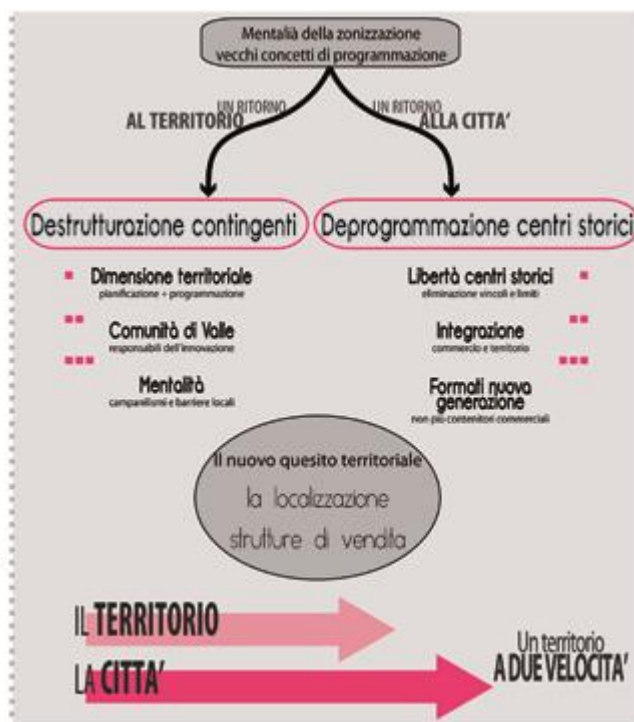 Mentalià della zonizzazione
vecchi concetti di programmazione
UN RITORNO
AL TERRITORIO
UN RITORNO
ALLA CITTA'
Destrutturazione contingenti
Deprogrammazione centri storici
Dimensione territoriale
pianificazione + programmazione
Comunità di Valle
responsabili dell'innovazione
Mentalità
campanilismi e barriere locali
Libertà centri storici
eliminazione vincoli e limiti
Integrazione
commercio e territorio
Formati nuova
generazione
non più contenitori commerciali
Il nuovo quesito territoriale
la localizzazione
strutture di vendita
IL TERRITORIO
LA CITTA'
Un territorio
A DUE VELOCITA'